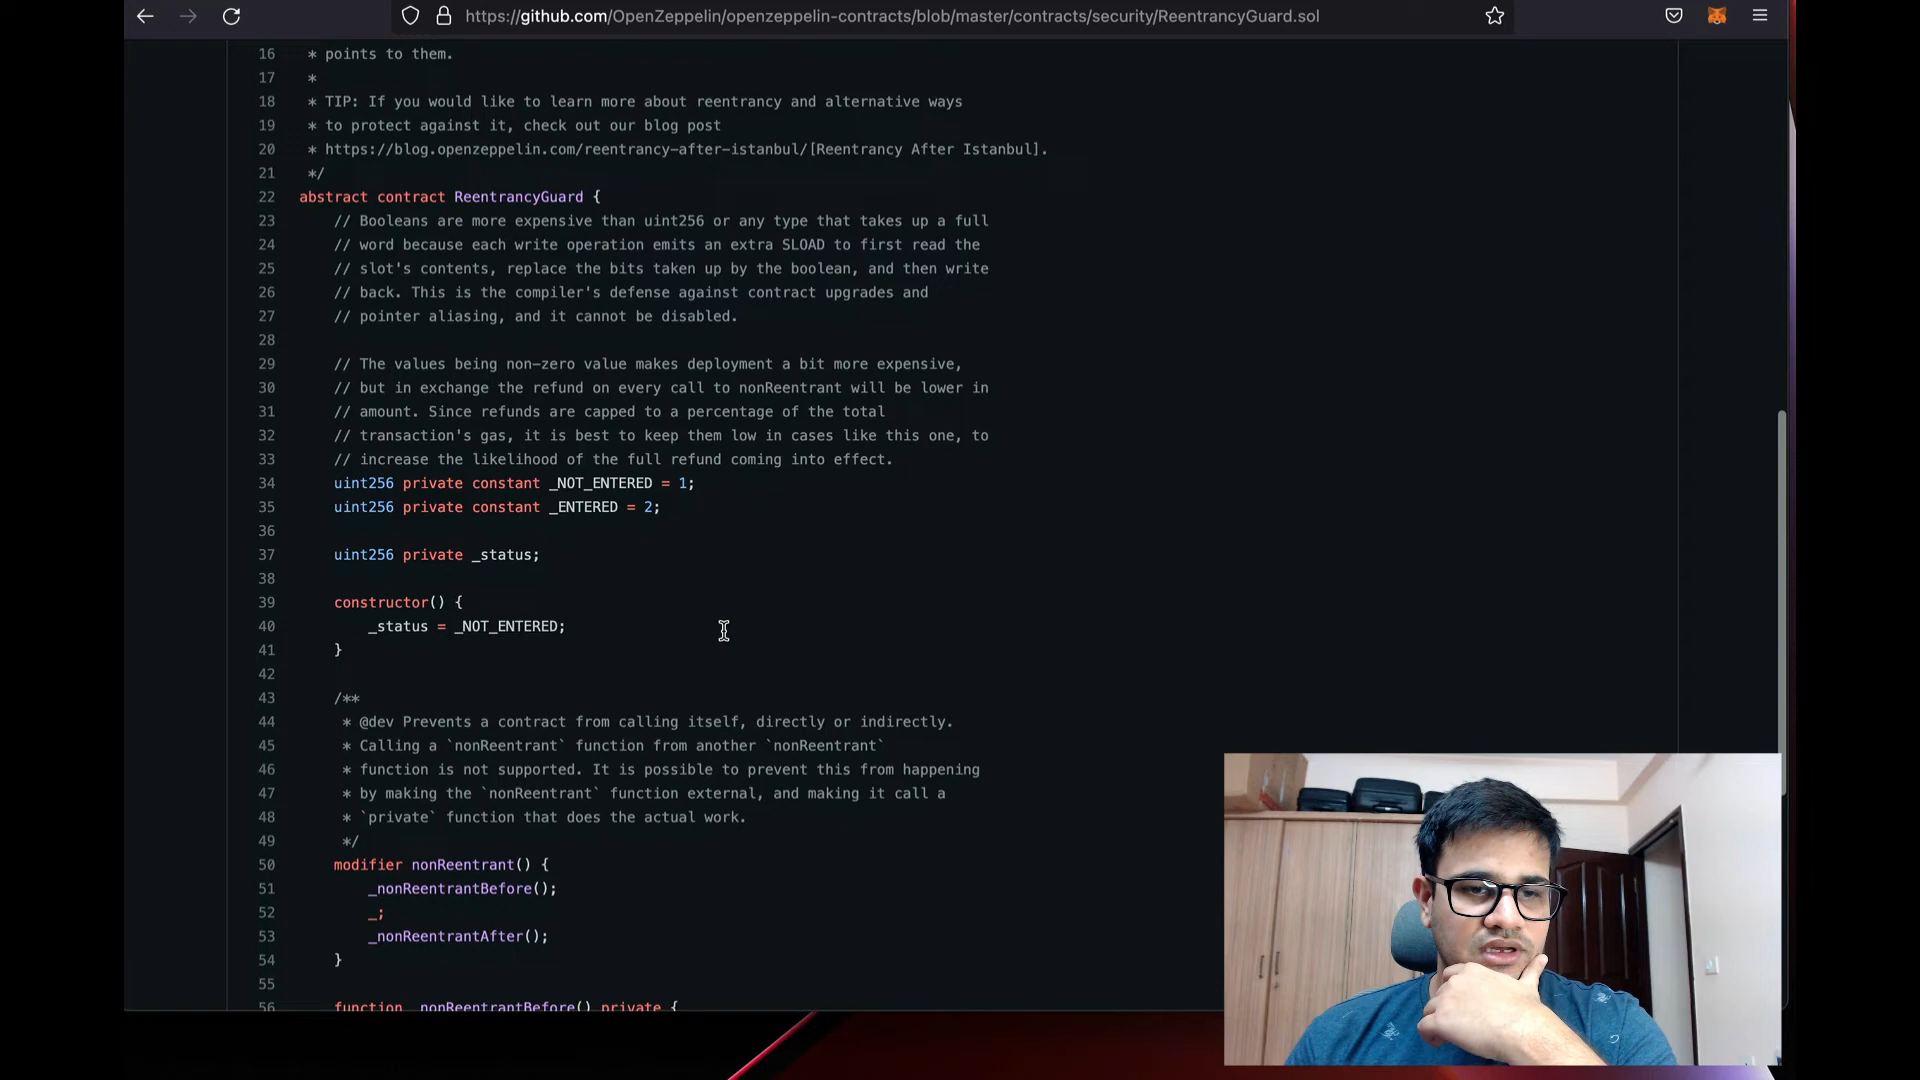 https://github.com/OpenZeppelin/openzeppelin-contracts/blob/master/contracts/security/ReentrancyGuard.sol
16 * points to them.
17 *
18 * TIP: If you would like to learn more about reentrancy and alternative ways
19 * to protect against it, check out our blog post
20 * https://blog.openzeppelin.com/reentrancy-after-istanbul/[Reentrancy After Istanbul].
21 */
22 abstract contract ReentrancyGuard {
23 // Booleans are more expensive than uint256 or any type that takes up a full
24 // word because each write operation emits an extra SLOAD to first read the
25 // slot's contents, replace the bits taken up by the boolean, and then write
26 // back. This is the compiler's defense against contract upgrades and
27 // pointer aliasing, and it cannot be disabled.
28
29 // The values being non-zero value makes deployment a bit more expensive,
30 // but in exchange the refund on every call to nonReentrant will be lower in
31 // amount. Since refunds are capped to a percentage of the total
32 // transaction's gas, it is best to keep them low in cases like this one, to
33 // increase the likelihood of the full refund coming into effect.
34 uint256 private constant _NOT_ENTERED = 1;
35 uint256 private constant _ENTERED = 2;
36
37 uint256 private _status;
38
39 constructor() {
40 _status = _NOT_ENTERED;
41 }
42
43 /**
44 * @dev Prevents a contract from calling itself, directly or indirectly.
45 * Calling a `nonReentrant` function from another `nonReentrant`
46 * function is not supported. It is possible to prevent this from happening
47 * by making the `nonReentrant` function external, and making it call a
48 * `private` function that does the actual work.
49 */
50 modifier nonReentrant() {
51 _nonReentrantBefore();
52 _;
53 _nonReentrantAfter();
54 }
55
56 function _nonReentrantBefore() private {